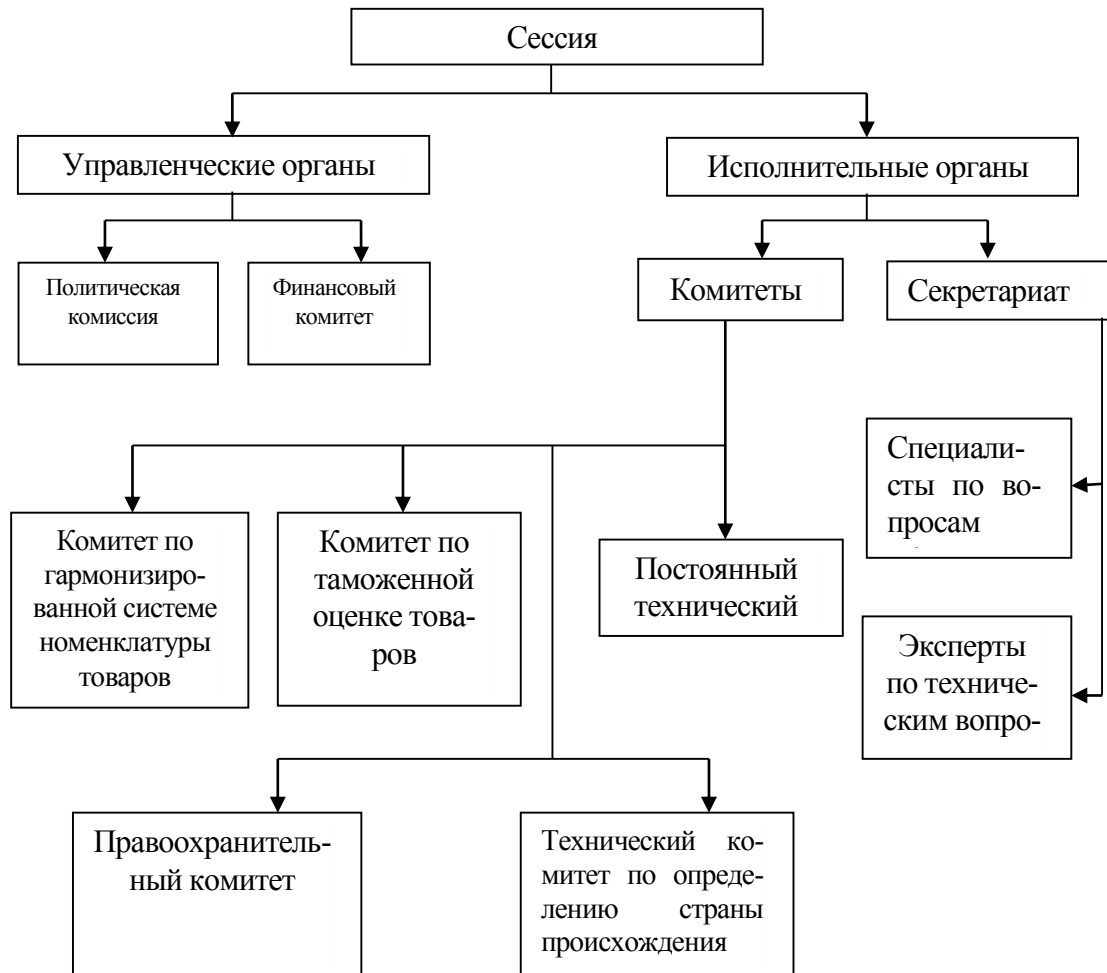 Сессия
Управленческие органы
Исполнительные органы
Политическая
комиссия
Финансовый
комитет
Комитеты
Секретариат
Специали-
сты по во-
просам
Комитет по
гармонизиро-
ванной системе
номенклатуры
товаров
Комитет по
таможенной
оценке това-
ров
Постоянный
технический
Эксперты
по техниче-
ским вопро-
Правоохранитель-
ный комитет
Технический ко-
митет по опреде-
лению страны
происхождения